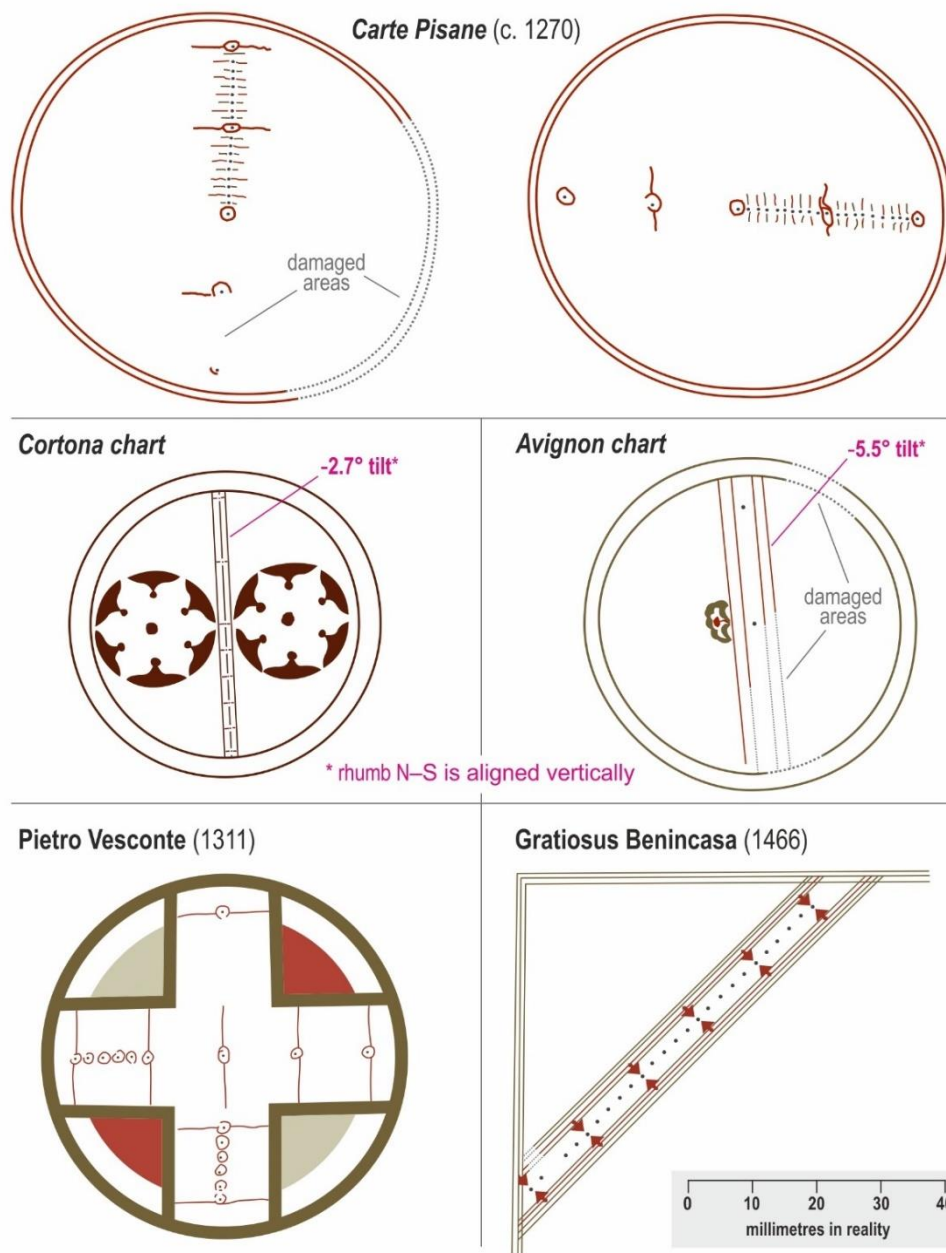 Carte Pisane (c. 1270)
damaged
areas
Cortona chart
-2.7° tilt*
Avignon chart
-5.5° tilt*
damaged
areas
* rhumb N–S is aligned vertically
Pietro Vesconte (1311)
Gratiosus Benincasa (1466)
0 10 20 30 40
millimetres in reality